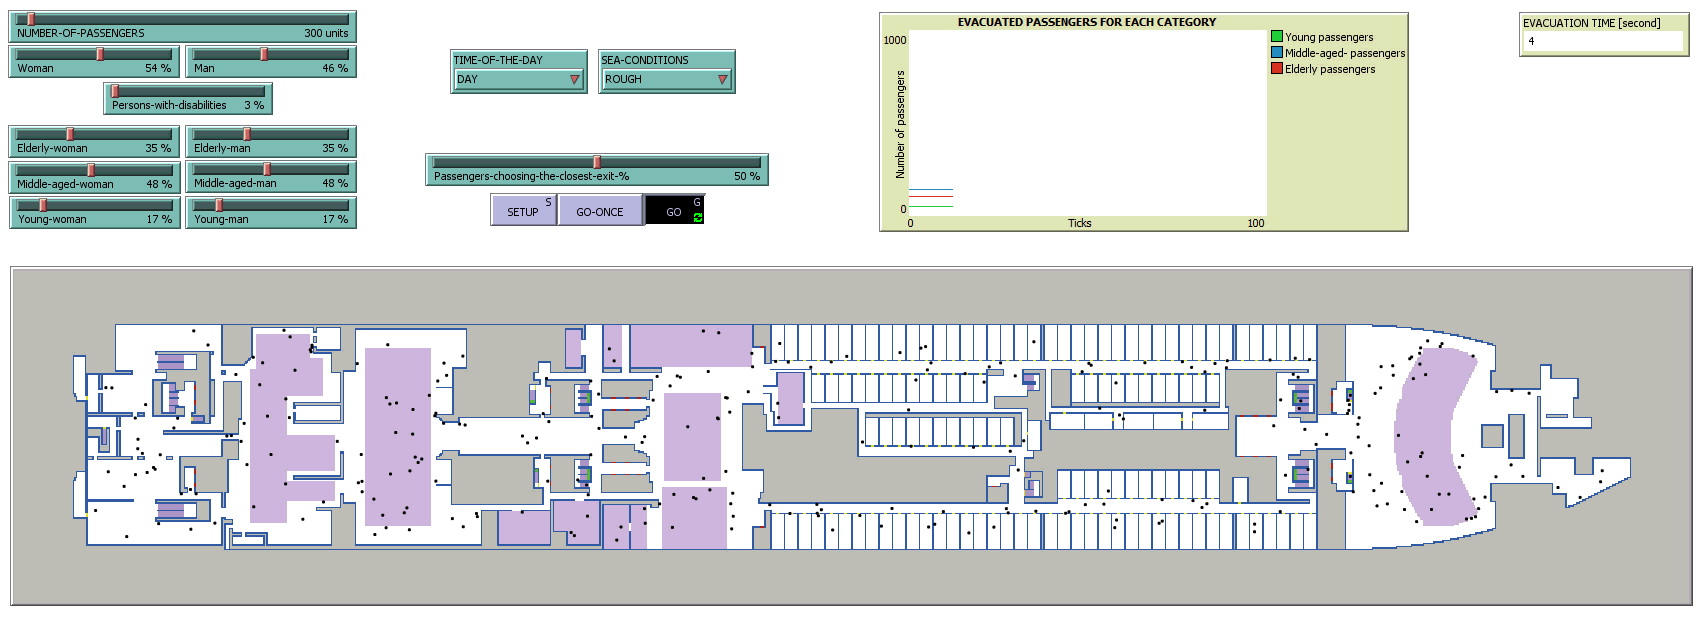 NUMBER-OF-PASSENGERS 300 units
Woman 54 %
Man 46 %
Persons-with-disabilities 3 %
Elderly-woman 35 %
Elderly-man 35 %
Middle-aged-woman 48 %
Middle-aged-man 48 %
Young-woman 17 %
Young-man 17 %
TIME-OF-THE-DAY
DAY
SEA-CONDITIONS
ROUGH
Passengers-choosing-the-closest-exit-% 50 %
SETUP S
GO-ONCE
GO G
EVACUATED PASSENGERS FOR EACH CATEGORY
1000
Number of passengers
0
0
Ticks
100
Young passengers
Middle-aged- passengers
Elderly passengers
EVACUATION TIME [second]
4